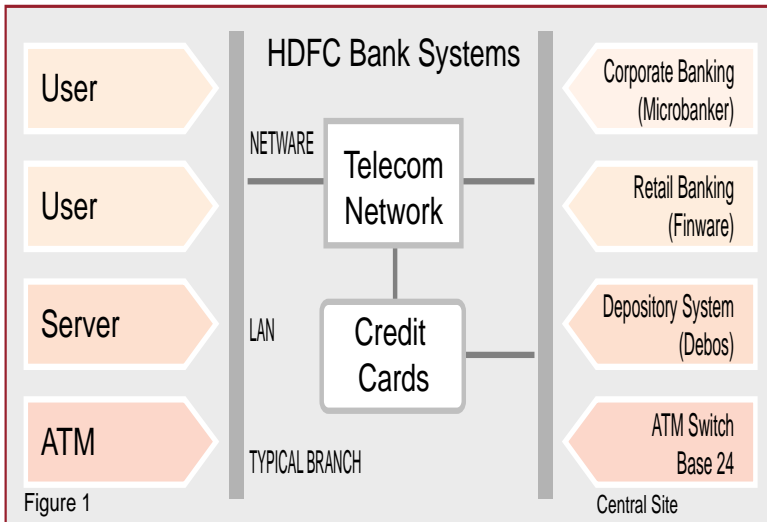 HDFC Bank Systems
User
User
Server
ATM
Figure 1
NETWARE
LAN
TYPICAL BRANCH
Telecom
Network
Credit
Cards
Corporate Banking
(Microbanker)
Retail Banking
(Finware)
Depository System
(Debos)
ATM Switch
Base 24
Central Site